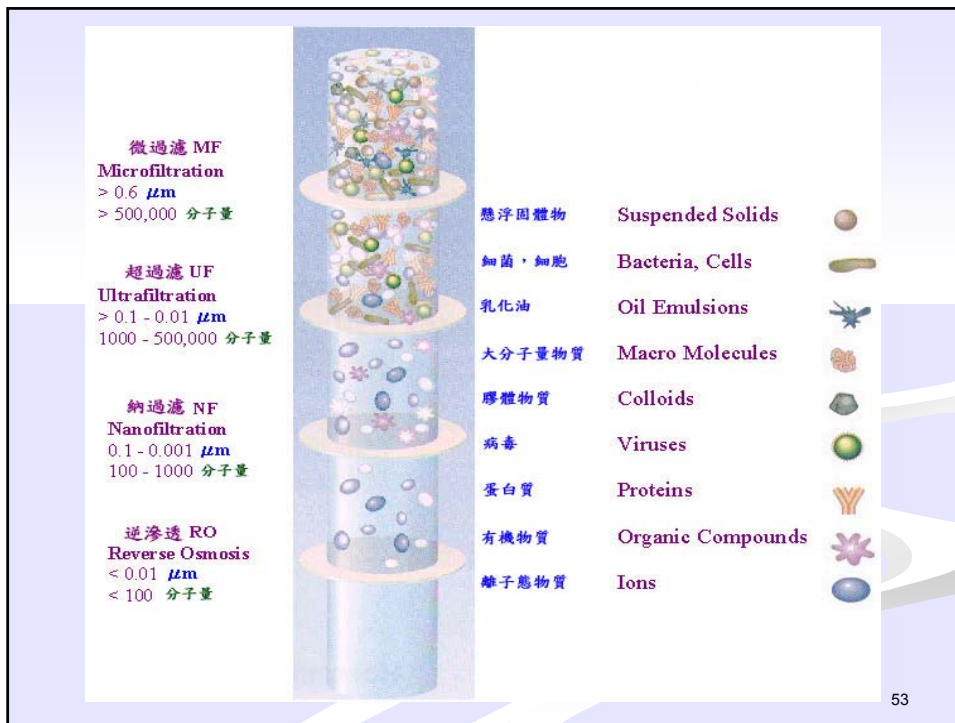 微過濾 MF
Microfiltration
> 0.6 μm
> 500,000 分子量
超過濾 UF
Ultrafiltration
> 0.1 - 0.01 μm
1000 - 500,000 分子量
納過濾 NF
Nanofiltration
0.1 - 0.001 μm
100 - 1000 分子量
逆滲透 RO
Reverse Osmosis
< 0.01 μm
< 100 分子量
懸浮固體物 Suspended Solids
細菌，細胞 Bacteria, Cells
乳化油 Oil Emulsions
大分子量物質 Macro Molecules
膠體物質 Colloids
病毒 Viruses
蛋白質 Proteins
有機物質 Organic Compounds
離子態物質 Ions
53